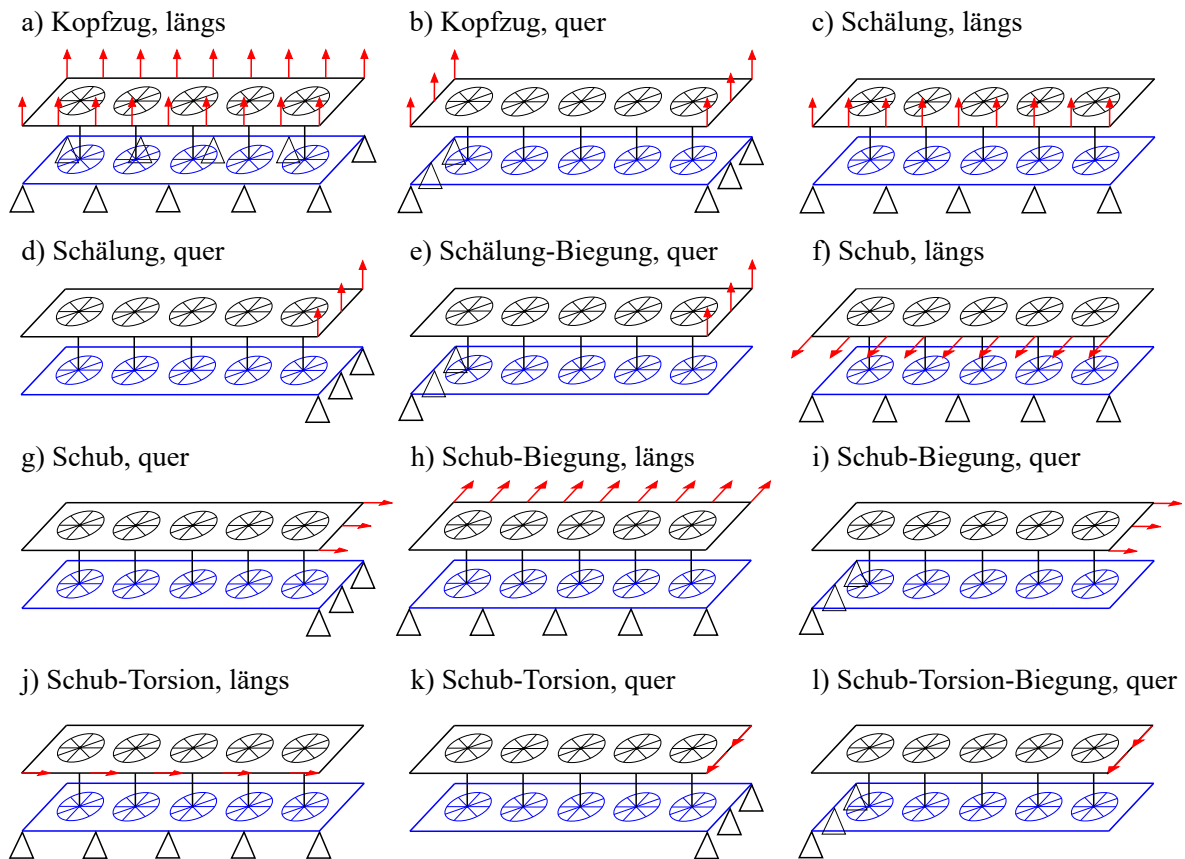 a) Kopfzug, längs
b) Kopfzug, quer
c) Schälung, längs
d) Schälung, quer
e) Schälung-Biegung, quer
f) Schub, längs
g) Schub, quer
h) Schub-Biegung, längs
i) Schub-Biegung, quer
j) Schub-Torsion, längs
k) Schub-Torsion, quer
l) Schub-Torsion-Biegung, quer